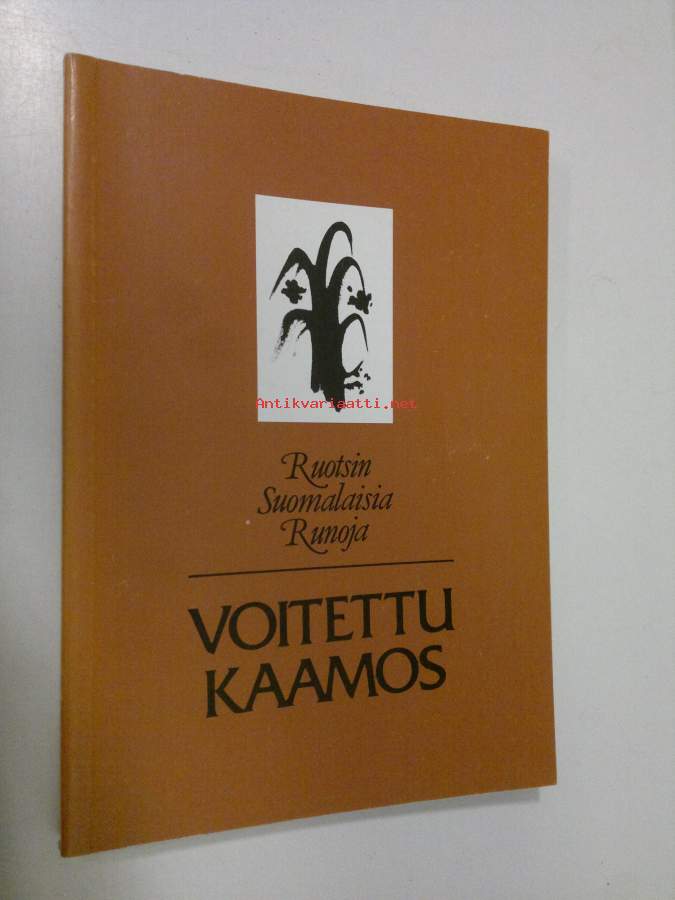 Antikvariaatti.net
Ruotsin
Suomalaisia
Runoja
VOITETTU
KAAMOS